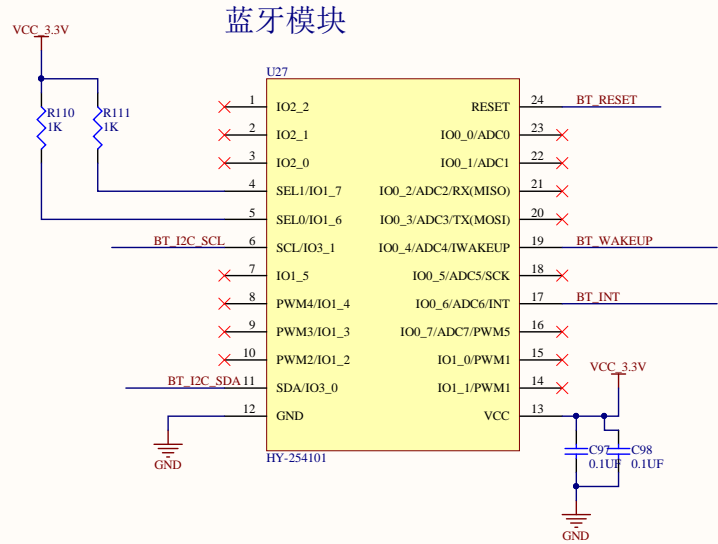 蓝牙模块
VCC_3.3V
U27
R110
1K
R111
1K
1 IO2_2
2 IO2_1
3 IO2_0
4 SEL1/IO1_7
5 SEL0/IO1_6
BT_I2C_SCL 6 SCL/IO3_1
7 IO1_5
8 PWM4/IO1_4
9 PWM3/IO1_3
10 PWM2/IO1_2
BT_I2C_SDA 11 SDA/IO3_0
12 GND
GND
RESET 24 BT_RESET
IO0_0/ADC0 23
IO0_1/ADC1 22
IO0_2/ADC2/RX(MISO) 21
IO0_3/ADC3/TX(MOSI) 20
IO0_4/ADC4/IWAKEUP 19 BT_WAKEUP
IO0_5/ADC5/SCK 18
IO0_6/ADC6/INT 17 BT_INT
IO0_7/ADC7/PWM5 16
IO1_0/PWM1 15
IO1_1/PWM1 14
VCC 13
HY-254101
VCC_3.3V
C97
0.1UF
C98
0.1UF
GND